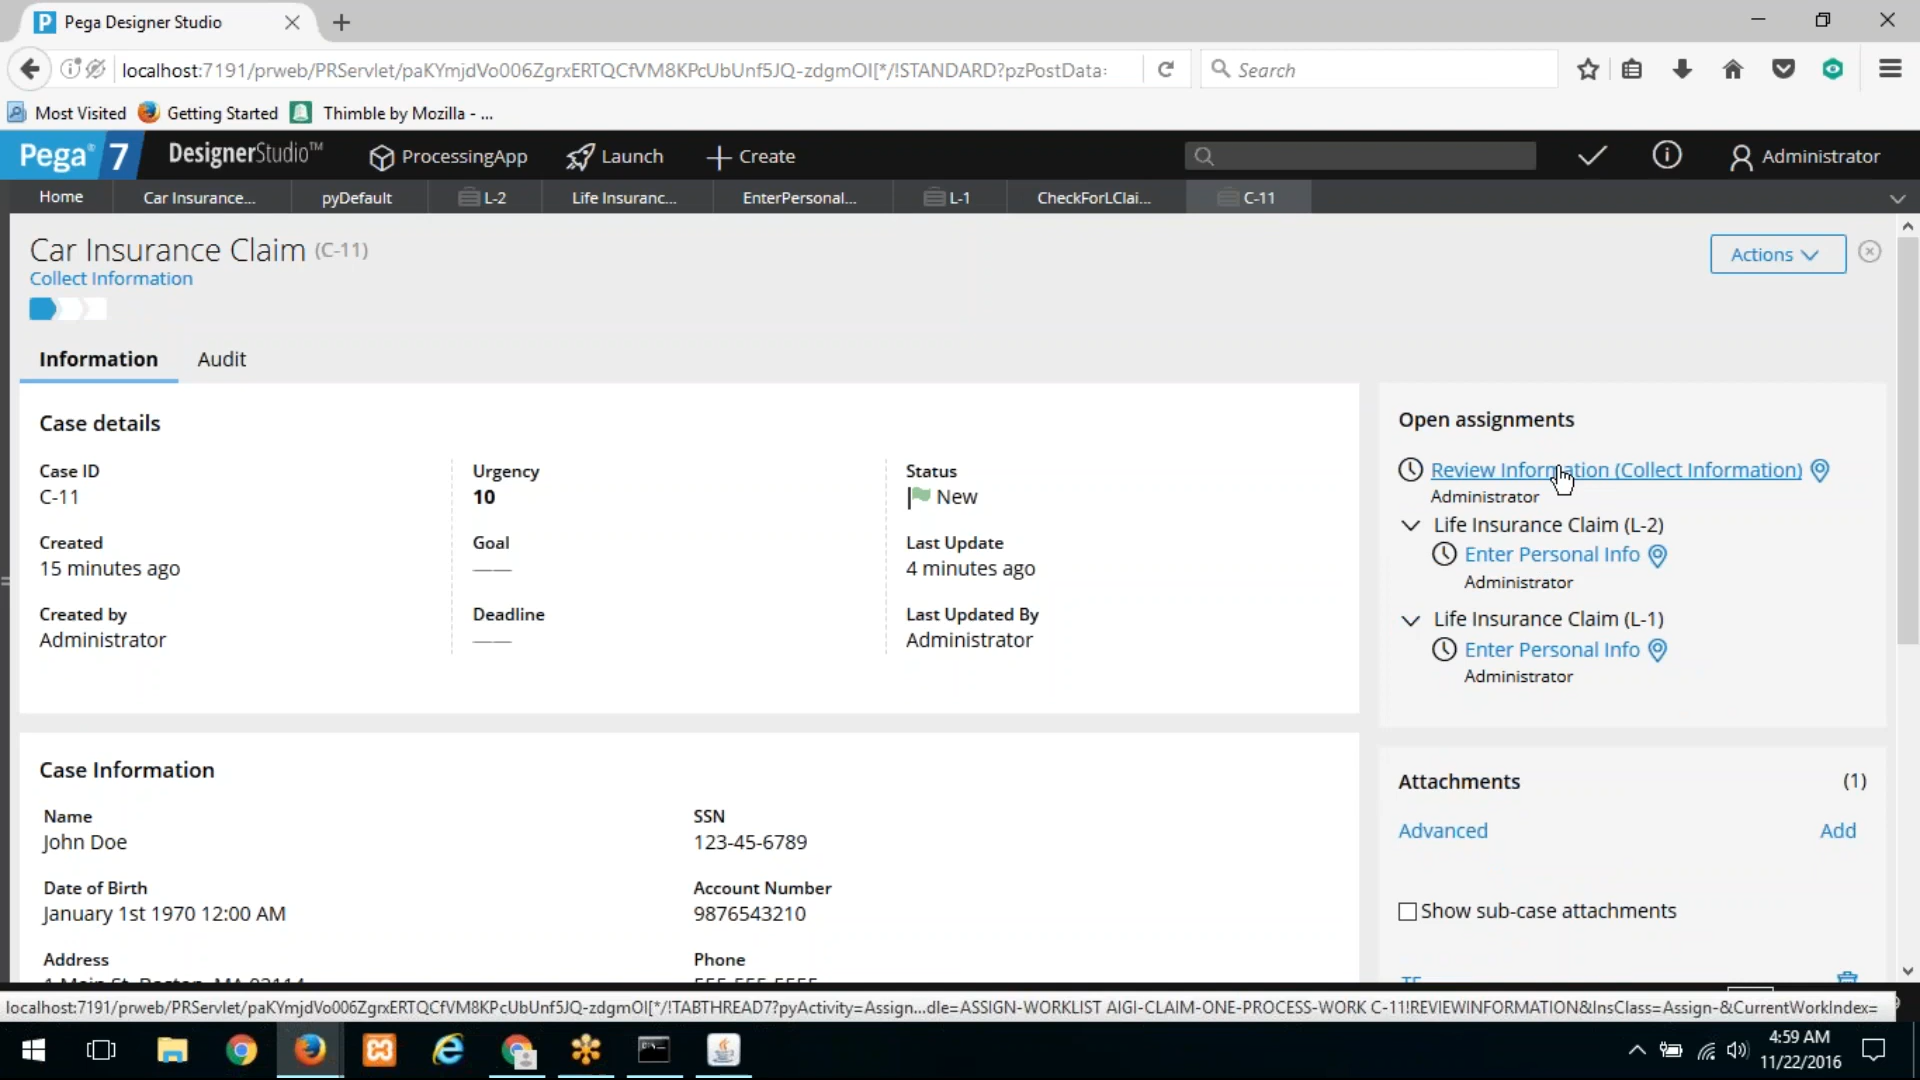 Pega Designer Studio
localhost:7191/prweb/PRServlet/paKYmjdVo006ZgrxERTQCfVM8KPcUbUnf5JQ-zdgmOI[*/!STANDARD?pzPostData:
Search
Most Visited
Getting Started
Thimble by Mozilla - ...
Pega® 7
DesignerStudio™
ProcessingApp
Launch
Create
Administrator
Home
Car Insurance...
pyDefault
L-2
Life Insuranc...
EnterPersonal...
L-1
CheckForLClai...
C-11
Car Insurance Claim (C-11)
Collect Information
Actions
Information
Audit
Case details
Case ID
C-11
Urgency
10
Status
New
Created
15 minutes ago
Goal
Last Update
4 minutes ago
Created by
Administrator
Deadline
Last Updated By
Administrator
Open assignments
Review Information (Collect Information)
Administrator
Life Insurance Claim (L-2)
Enter Personal Info
Administrator
Life Insurance Claim (L-1)
Enter Personal Info
Administrator
Case Information
Name
John Doe
SSN
123-45-6789
Date of Birth
January 1st 1970 12:00 AM
Account Number
9876543210
Address
Phone
Attachments
(1)
Advanced
Add
Show sub-case attachments
localhost:7191/prweb/PRServlet/paKYmjdVo006ZgrxERTQCfVM8KPcUbUnf5JQ-zdgmOI[*/!TABTHREAD7?pyActivity=Assign...dle=ASSIGN-WORKLIST AIGI-CLAIM-ONE-PROCESS-WORK C-11!REVIEWINFORMATION&InsClass=Assign-&CurrentWorkIndex=
4:59 AM
11/22/2016